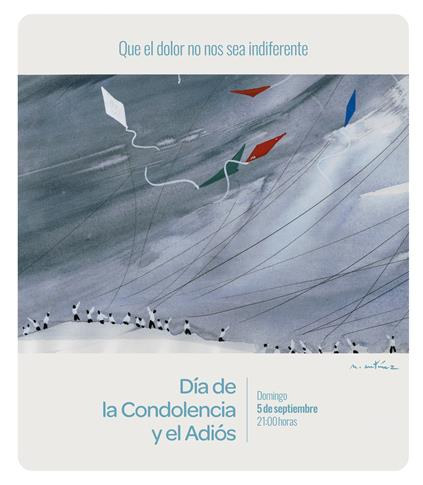 Que el dolor no nos sea indiferente
Día de
la Condolencia
y el Adiós
Domingo
5 de septiembre
21:00 horas